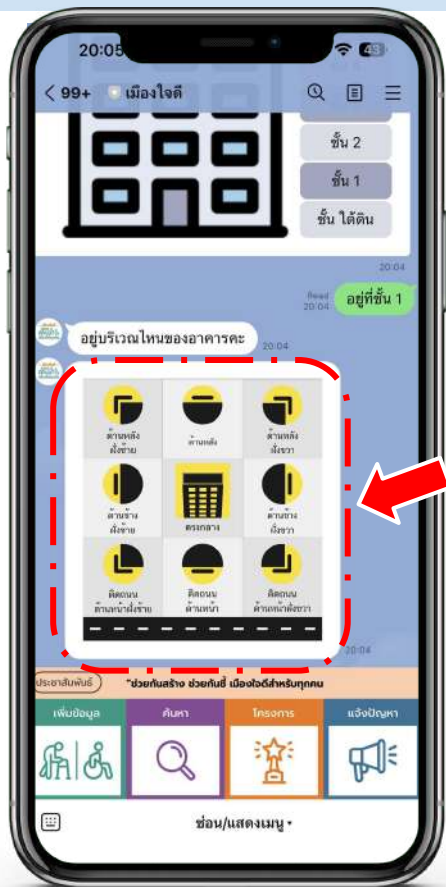 20:05
43
99+ เมืองใจดี
ชั้น 2
ชั้น 1
ชั้น ใต้ดิน
20:04
Read
20:04
อยู่ที่ชั้น 1
อยู่บริเวณไหนของอาคารคะ
20:04
ด้านหลัง
ฝั่งซ้าย
ด้านหลัง
ด้านหลัง
ฝั่งขวา
ด้านข้าง
ฝั่งซ้าย
ตรงกลาง
ด้านข้าง
ฝั่งขวา
ติดถนน
ด้านหน้าฝั่งซ้าย
ติดถนน
ด้านหน้า
ติดถนน
ด้านหน้าฝั่งขวา
20:04
ประชาสัมพันธ์
"ช่วยกันสร้าง ช่วยกันชี้ เมืองใจดีสำหรับทุกคน
เพิ่มข้อมูล
ค้นหา
โครงการ
แจ้งปัญหา
ซ่อน/แสดงเมนู